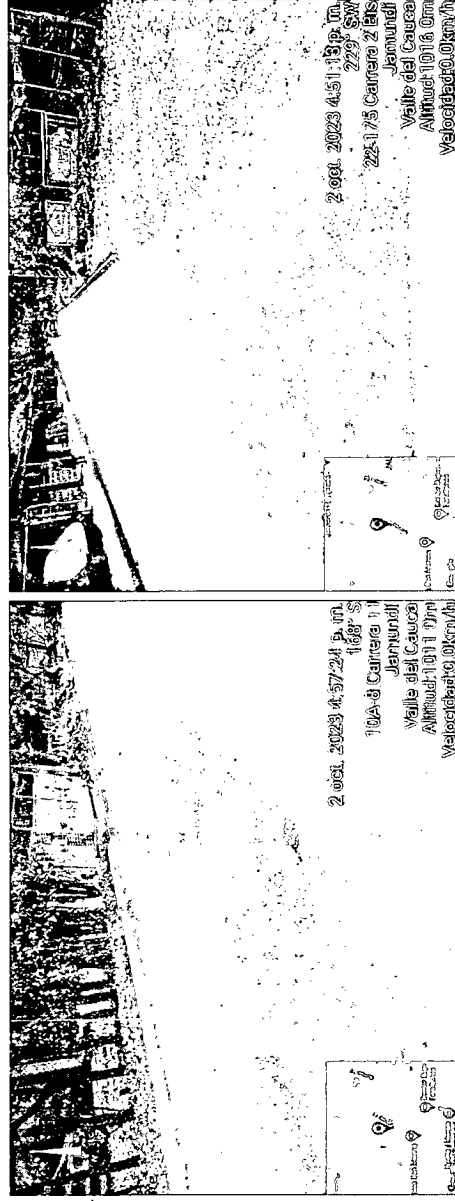 2 oct. 2023 4:57:24 p. m.
168° S
10A-8 Carrera 11
Jamundí
Valle del Cauca
Altitud:1011.0m
Velocidad:0.0km/h
2 oct. 2023 4:51:13 p. m.
229° SW
22-175 Carrera 2 Bis
Jamundí
Valle del Cauca
Altitud:1016.0m
Velocidad:0.0km/h